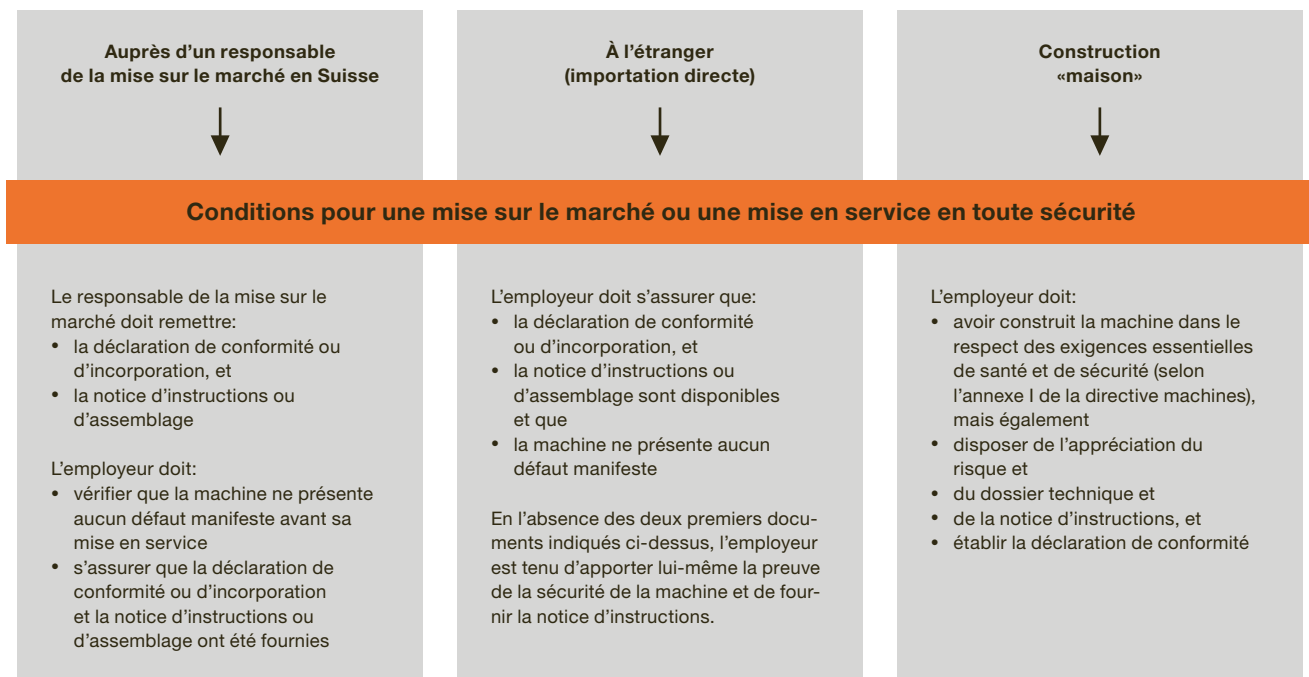 Auprès d’un responsable
de la mise sur le marché en Suisse
À l’étranger
(importation directe)
Construction
«maison»
Conditions pour une mise sur le marché ou une mise en service en toute sécurité
Le responsable de la mise sur le
marché doit remettre:
• la déclaration de conformité ou
d’incorporation, et
• la notice d’instructions ou
d’assemblage
L’employeur doit:
• vérifier que la machine ne présente
aucun défaut manifeste avant sa
mise en service
• s’assurer que la déclaration de
conformité ou d’incorporation
et la notice d’instructions ou
d’assemblage ont été fournies
L’employeur doit s’assurer que:
• la déclaration de conformité
ou d’incorporation, et
• la notice d’instructions ou
d’assemblage sont disponibles
et que
• la machine ne présente aucun
défaut manifeste
En l’absence des deux premiers docu-
ments indiqués ci-dessus, l’employeur
est tenu d’apporter lui-même la preuve
de la sécurité de la machine et de four-
nir la notice d’instructions.
L’employeur doit:
• avoir construit la machine dans le
respect des exigences essentielles
de santé et de sécurité (selon
l’annexe I de la directive machines),
mais également
• disposer de l’appréciation du
risque et
• du dossier technique et
• de la notice d’instructions, et
• établir la déclaration de conformité